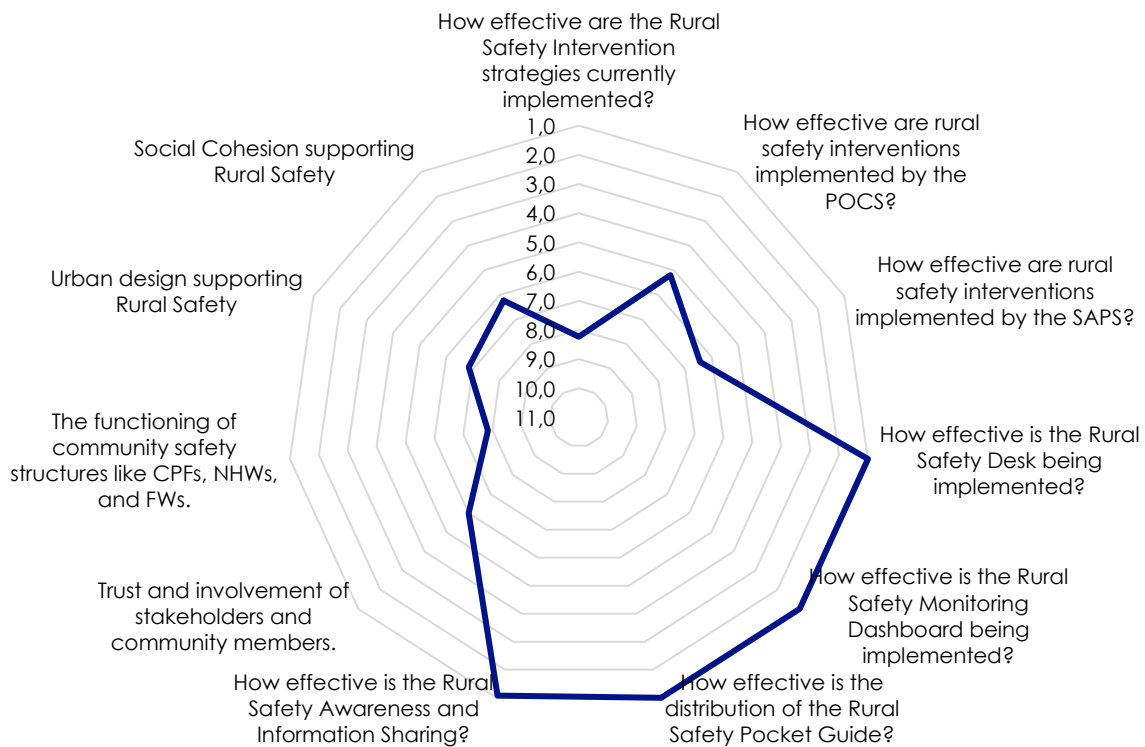 How effective are the Rural
Safety Intervention
strategies currently
implemented?
How effective are rural
safety interventions
implemented by the
POCS?
How effective are rural
safety interventions
implemented by the SAPS?
How effective is the Rural
Safety Desk being
implemented?
How effective is the Rural
Safety Monitoring
Dashboard being
implemented?
How effective is the
distribution of the Rural
Safety Pocket Guide?
How effective is the Rural
Safety Awareness and
Information Sharing?
Trust and involvement of
stakeholders and
community members.
The functioning of
community safety
structures like CPFs, NHWs,
and FWs.
Urban design supporting
Rural Safety
Social Cohesion supporting
Rural Safety
1,0
2,0
3,0
4,0
5,0
6,0
7,0
8,0
9,0
10,0
11,0